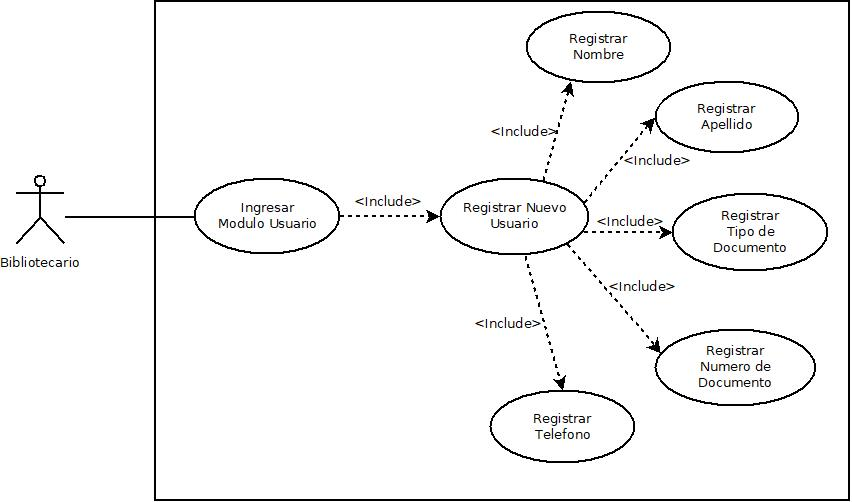 Registrar
Nombre
<Include>
Registrar
Apellido
<Include>
Ingresar
Modulo Usuario
<Include>
Registrar Nuevo
Usuario
<Include>
Registrar
Tipo de
Documento
Bibliotecario
<Include>
<Include>
Registrar
Numero de
Documento
Registrar
Telefono